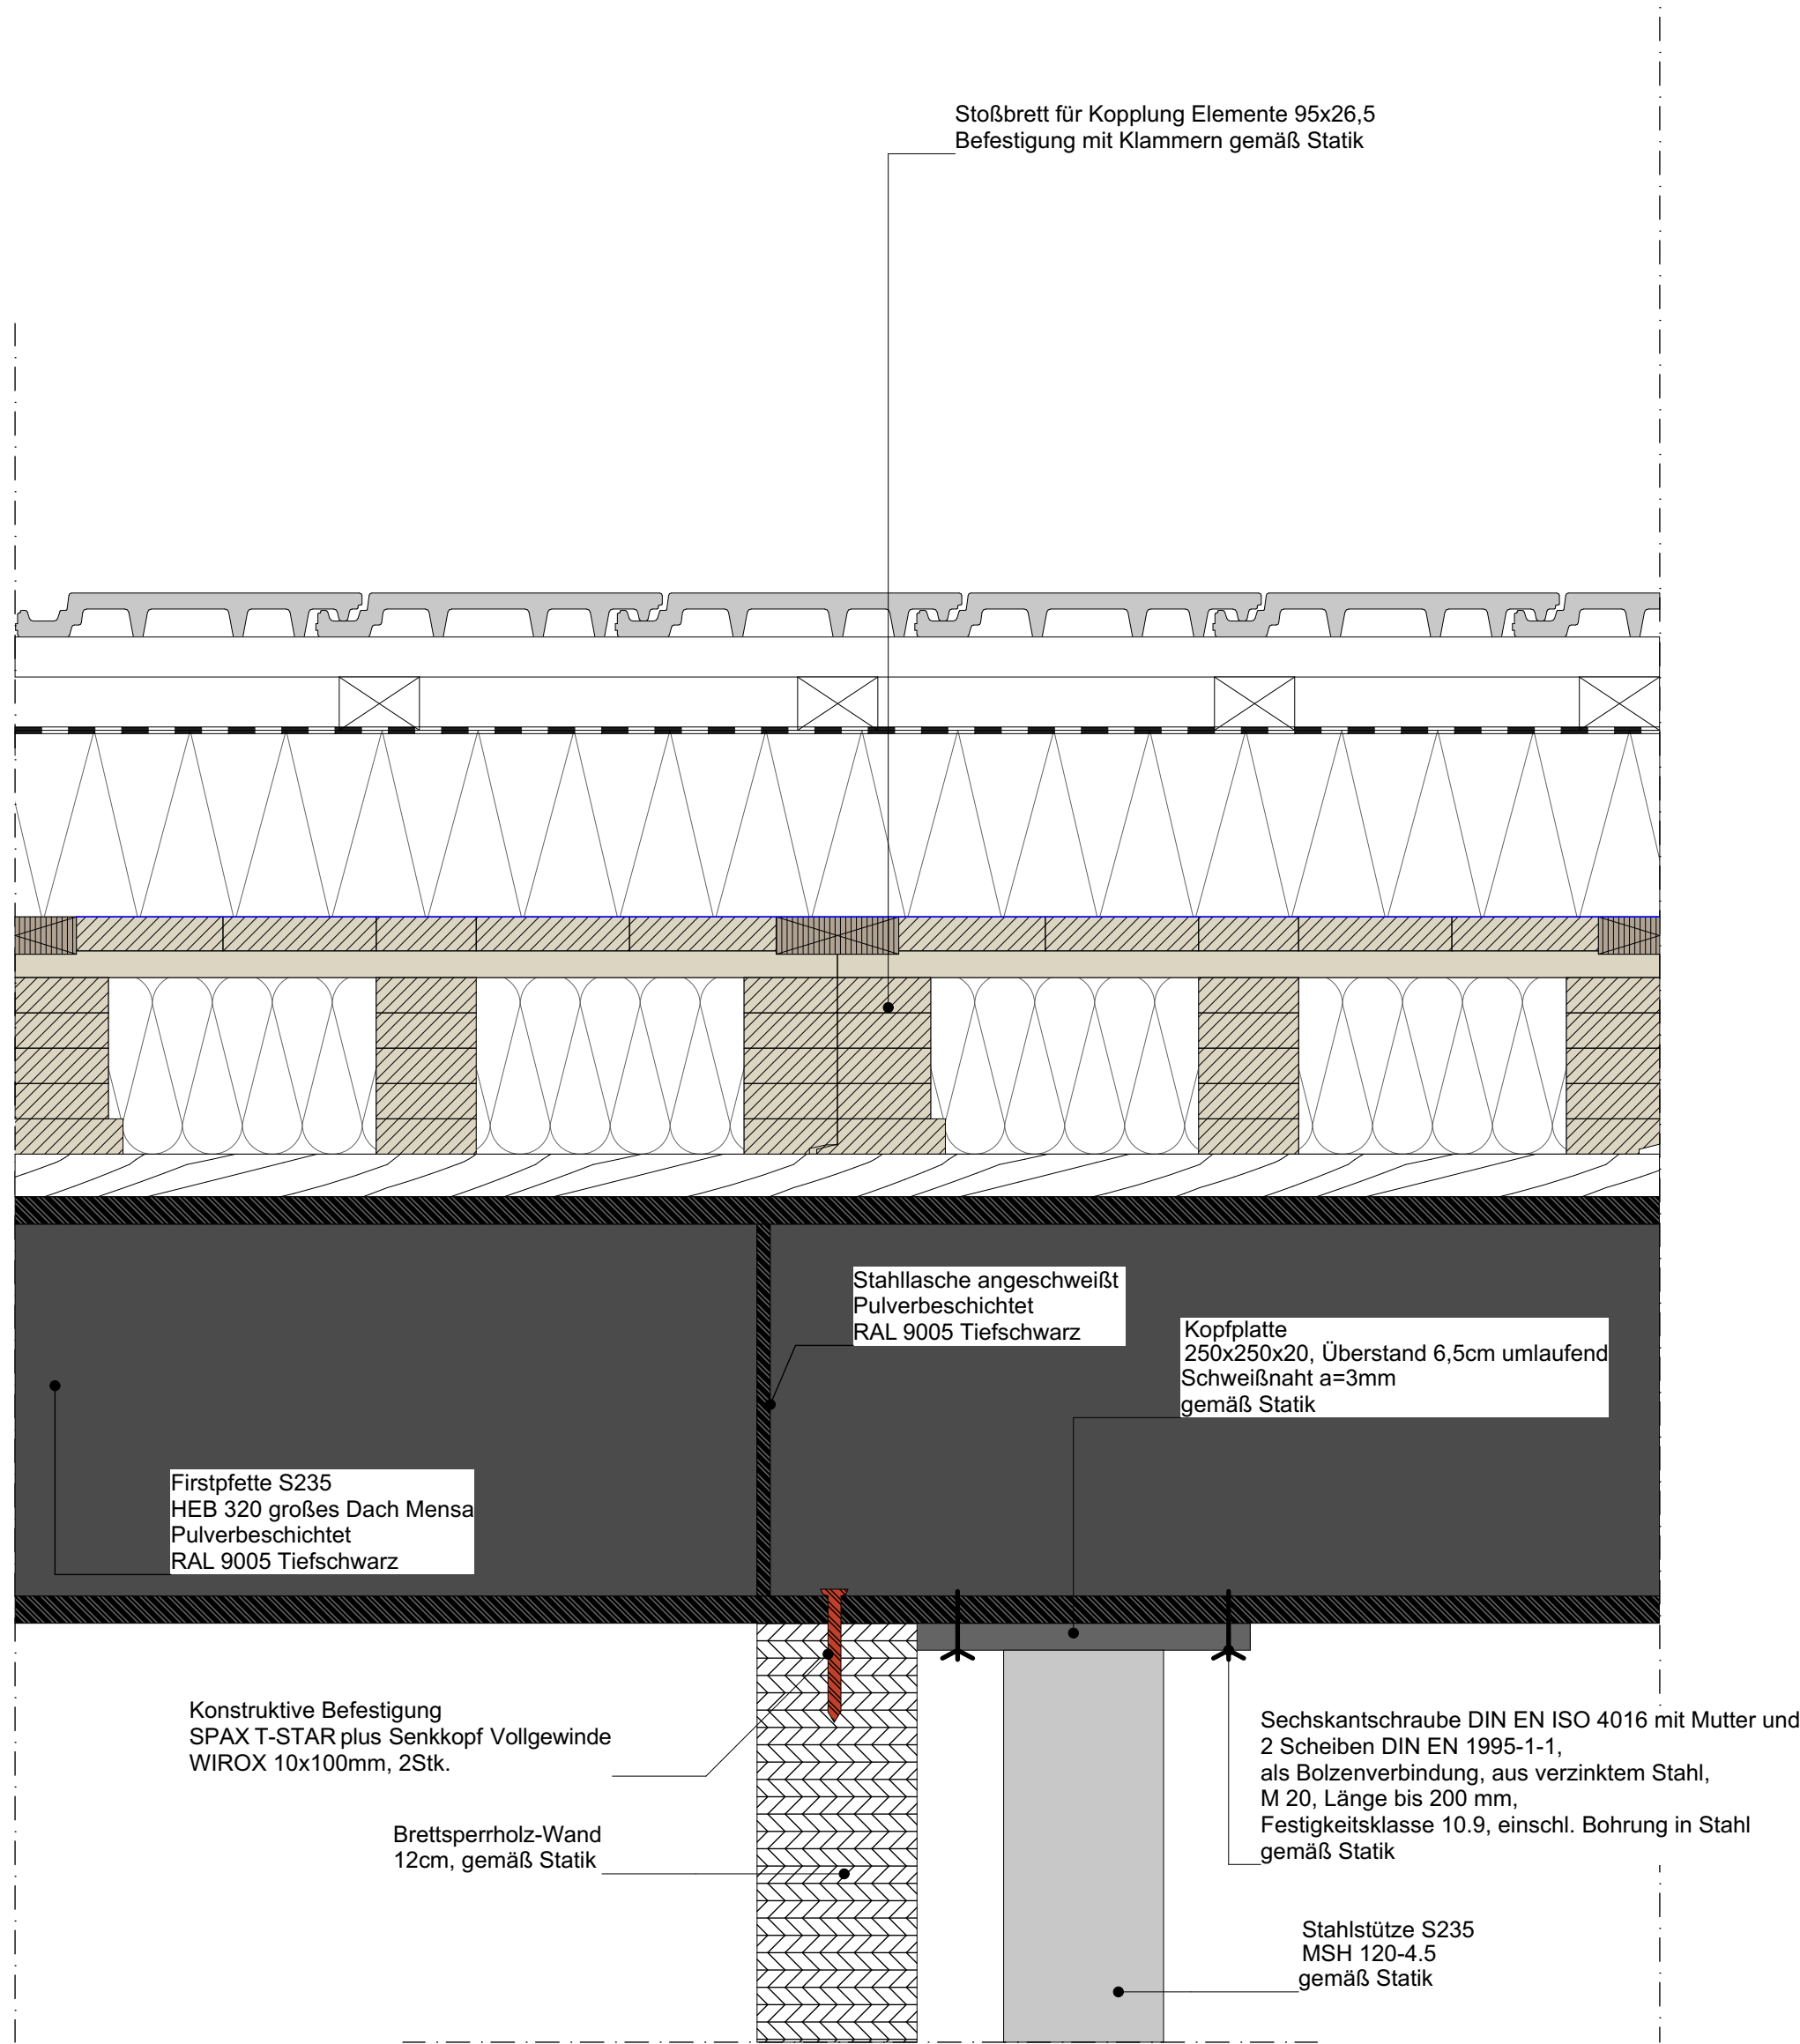 Stoßbrett für Kopplung Elemente 95x26,5
Befestigung mit Klammern gemäß Statik
Stahllasche angeschweißt
Pulverbeschichtet
RAL 9005 Tiefschwarz
Kopfplatte
250x250x20, Überstand 6,5cm umlaufend
Schweißnaht a=3mm
gemäß Statik
Firstpfette S235
HEB 320 großes Dach Mensa
Pulverbeschichtet
RAL 9005 Tiefschwarz
Konstruktive Befestigung
SPAX T-STAR plus Senkkopf Vollgewinde
WIROX 10x100mm, 2Stk.
Sechskantschraube DIN EN ISO 4016 mit Mutter und
2 Scheiben DIN EN 1995-1-1,
als Bolzenverbindung, aus verzinktem Stahl,
M 20, Länge bis 200 mm,
Festigkeitsklasse 10.9, einschl. Bohrung in Stahl
gemäß Statik
Brettsperrholz-Wand
12cm, gemäß Statik
Stahlstütze S235
MSH 120-4.5
gemäß Statik